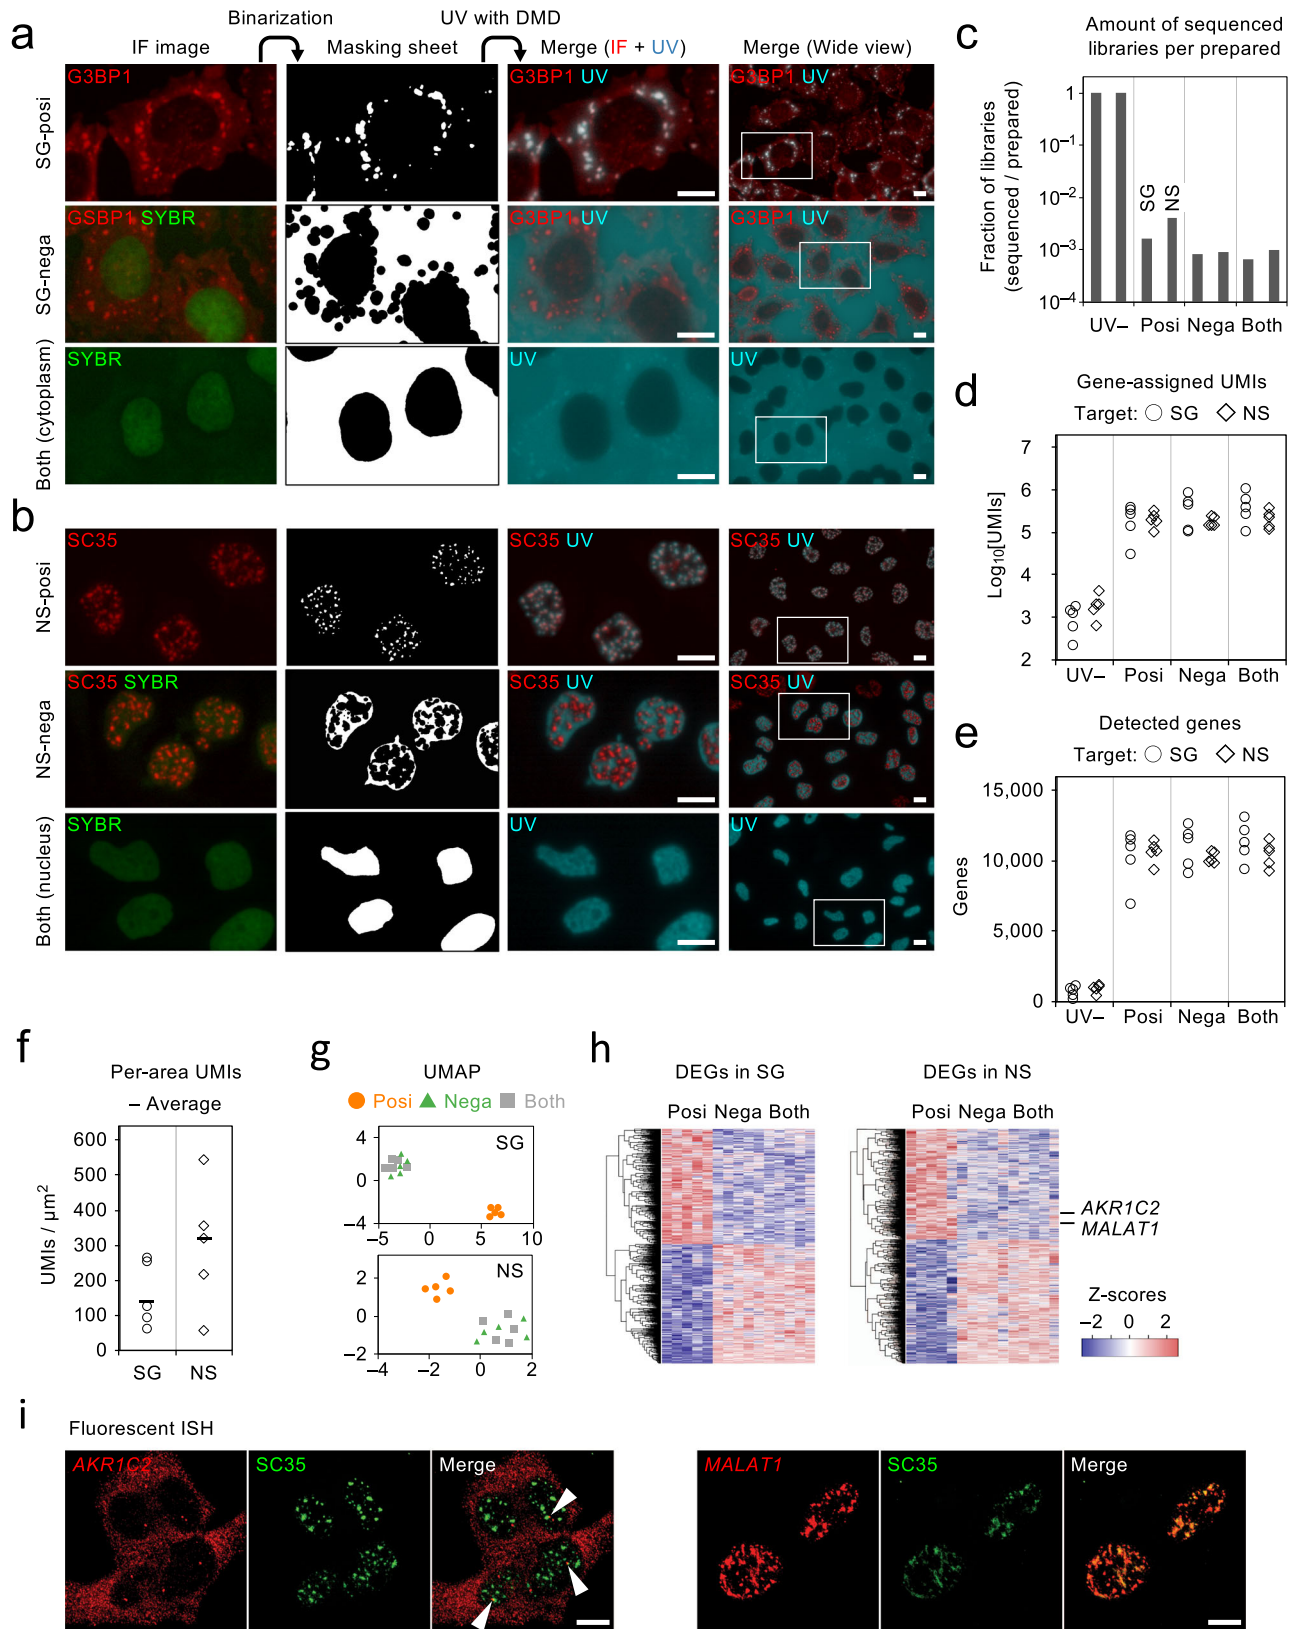 a
Binarization
UV with DMD
IF image
Masking sheet
Merge (IF + UV)
Merge (Wide view)
SG-posi
G3BP1
G3BP1 UV
G3BP1 UV
SG-nega
GSBP1 SYBR
G3BP1 UV
G3BP1 UV
Both (cytoplasm)
SYBR
UV
UV
b
NS-posi
SC35
SC35 UV
SC35 UV
NS-nega
SC35 SYBR
SC35 UV
SC35 UV
Both (nucleus)
SYBR
UV
UV
c
Amount of sequenced
libraries per prepared
Fraction of libraries
(sequenced / prepared)
1
10–1
10–2
10–3
10–4
SG
NS
UV– Posi Nega Both
d
Gene-assigned UMIs
Target: SG NS
Log10[UMIs]
7
6
5
4
3
2
UV– Posi Nega Both
e
Detected genes
Target: SG NS
Genes
15,000
10,000
5,000
0
UV– Posi Nega Both
f
Per-area UMIs
– Average
UMIs / µm2
600
500
400
300
200
100
0
SG NS
g
UMAP
Posi Nega Both
SG
4
0
–4
–5 0 5 10
NS
2
0
–2
–4 –2 0 2
h
DEGs in SG
Posi Nega Both
DEGs in NS
Posi Nega Both
AKR1C2
MALAT1
Z-scores
–2 0 2
i
Fluorescent ISH
AKR1C2
SC35
Merge
MALAT1
SC35
Merge